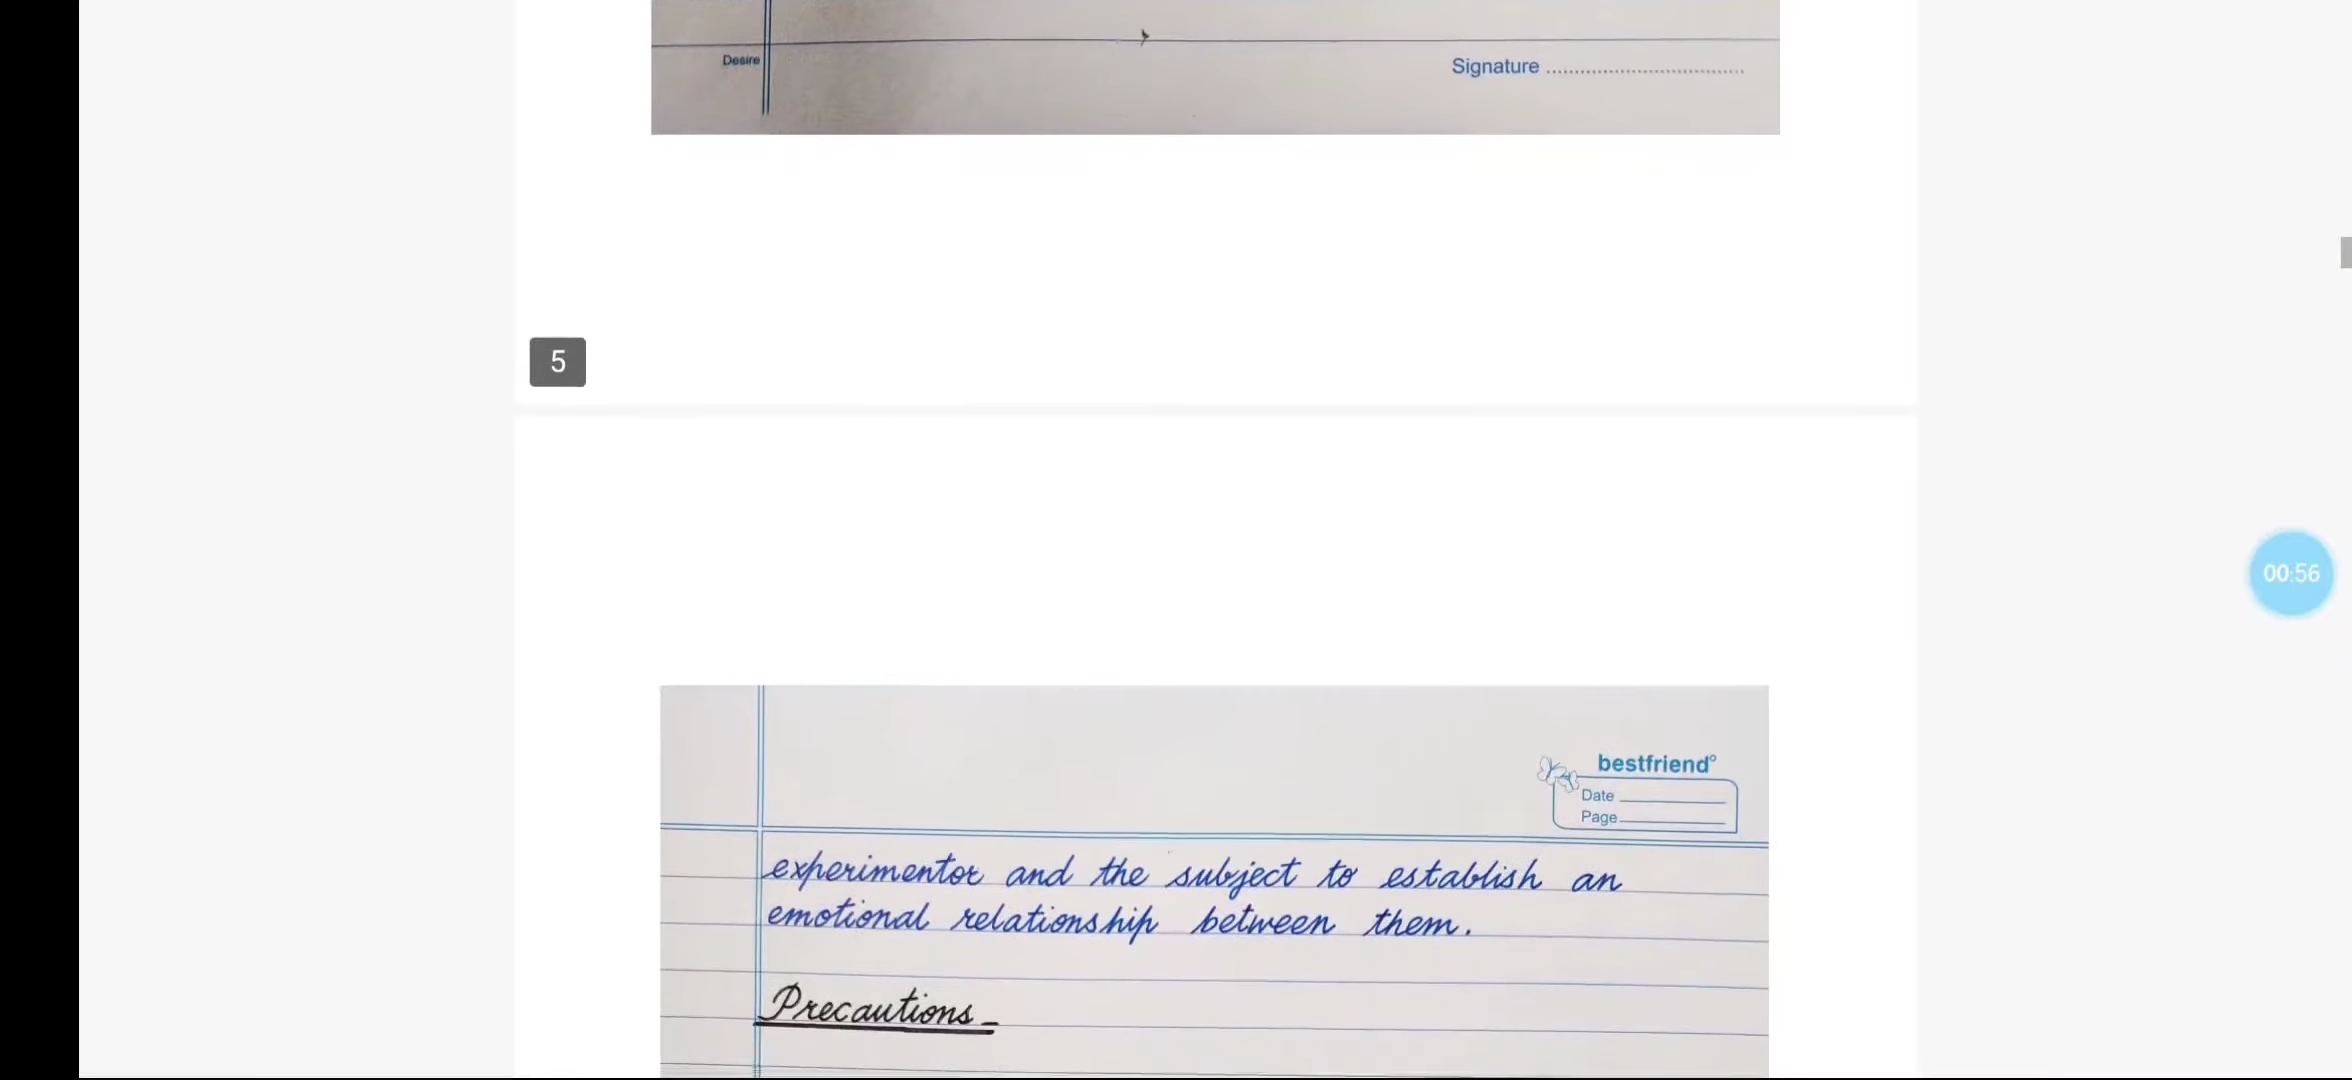 Desire
Signature
5
00:56
bestfriend
Date
Page
experimentor and the subject to establish an
emotional relationship between them.
Precautions -